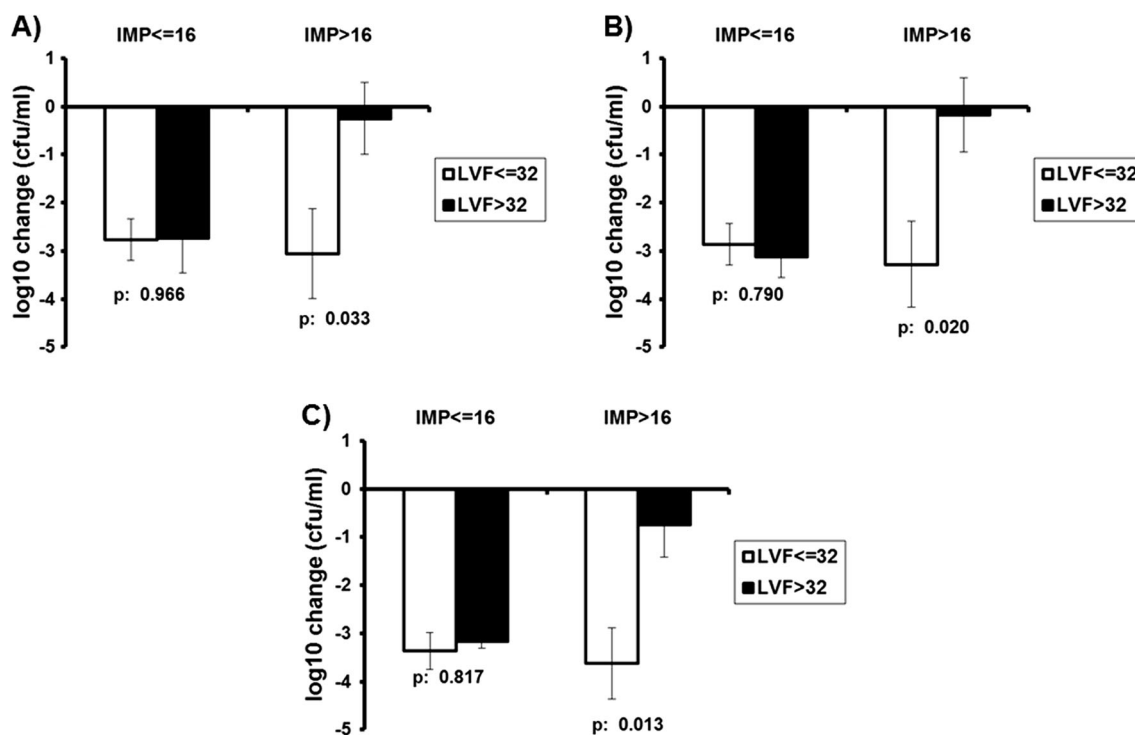 A)
IMP<=16 IMP>16
1
0
-1
-2
-3
-4
-5
log10 change (cfu/ml)
LVF<=32
LVF>32
p: 0.966
p: 0.033
B)
IMP<=16 IMP>16
1
0
-1
-2
-3
-4
-5
log10 change (cfu/ml)
LVF<=32
LVF>32
p: 0.790
p: 0.020
C)
IMP<=16 IMP>16
1
0
-1
-2
-3
-4
-5
log10 change (cfu/ml)
LVF<=32
LVF>32
p: 0.817
p: 0.013